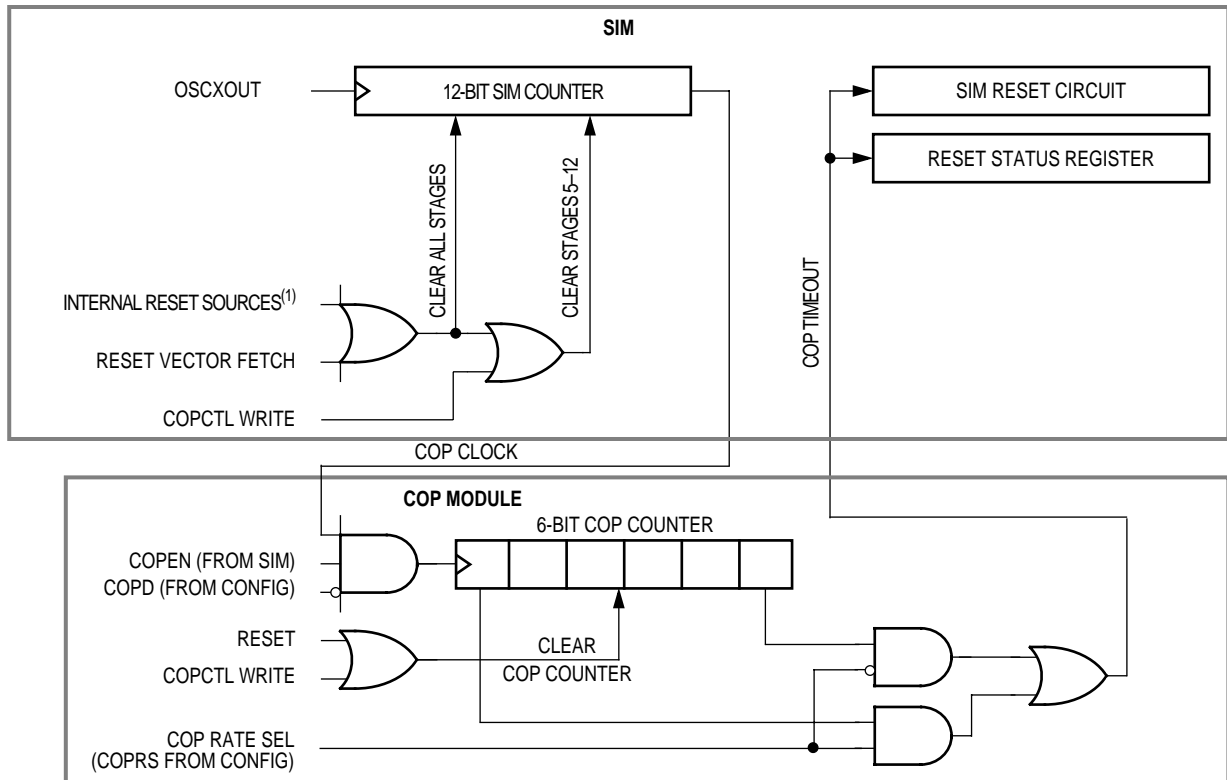 SIM
OSCXOUT
12-BIT SIM COUNTER
SIM RESET CIRCUIT
RESET STATUS REGISTER
CLEAR ALL STAGES
CLEAR STAGES 5–12
COP TIMEOUT
INTERNAL RESET SOURCES(1)
RESET VECTOR FETCH
COPCTL WRITE
COP CLOCK
COP MODULE
6-BIT COP COUNTER
COPEN (FROM SIM)
COPD (FROM CONFIG)
RESET
COPCTL WRITE
CLEAR
COP COUNTER
COP RATE SEL
(COPRS FROM CONFIG)